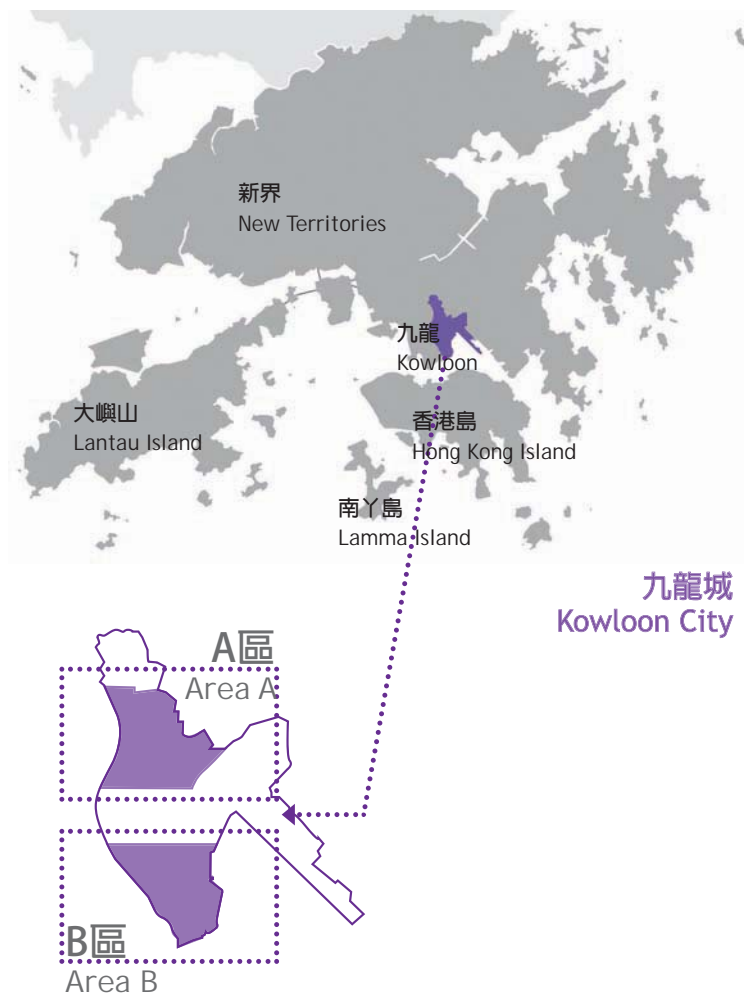 新界
New Territories
九龍
Kowloon
大嶼山
Lantau Island
香港島
Hong Kong Island
南丫島
Lamma Island
九龍城
Kowloon City
A區
Area A
B區
Area B